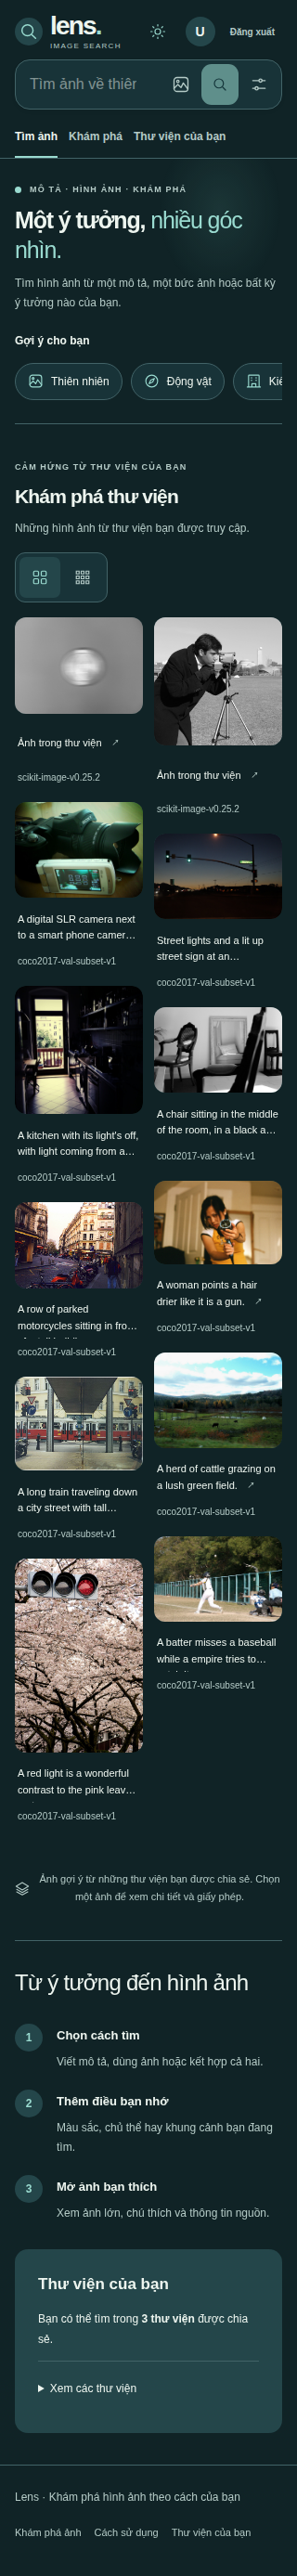 lens.
IMAGE SEARCH
U
Đăng xuất
Tìm ảnh Khám phá Thư viện của bạn
MÔ TẢ · HÌNH ẢNH · KHÁM PHÁ
Một ý tưởng, nhiều góc
nhìn.
Tìm hình ảnh từ một mô tả, một bức ảnh hoặc bất kỳ
ý tưởng nào của bạn.
Gợi ý cho bạn
Thiên nhiên
Động vật
CẢM HỨNG TỪ THƯ VIỆN CỦA BẠN
Khám phá thư viện
Những hình ảnh từ thư viện bạn được truy cập.
Ảnh trong thư viện ↗
scikit-image-v0.25.2
Ảnh trong thư viện ↗
scikit-image-v0.25.2
A digital SLR camera next
to a smart phone camer…
coco2017-val-subset-v1
Street lights and a lit up
street sign at an…
coco2017-val-subset-v1
A kitchen with its light's off,
with light coming from a…
coco2017-val-subset-v1
A chair sitting in the middle
of the room, in a black a…
coco2017-val-subset-v1
A row of parked
motorcycles sitting in fro…
coco2017-val-subset-v1
A woman points a hair
drier like it is a gun. ↗
coco2017-val-subset-v1
A long train traveling down
a city street with tall…
coco2017-val-subset-v1
A herd of cattle grazing on
a lush green field. ↗
coco2017-val-subset-v1
A red light is a wonderful
contrast to the pink leav…
coco2017-val-subset-v1
A batter misses a baseball
while a empire tries to…
coco2017-val-subset-v1
Ảnh gợi ý từ những thư viện bạn được chia sẻ. Chọn
một ảnh để xem chi tiết và giấy phép.
Từ ý tưởng đến hình ảnh
1
Chọn cách tìm
Viết mô tả, dùng ảnh hoặc kết hợp cả hai.
2
Thêm điều bạn nhớ
Màu sắc, chủ thể hay khung cảnh bạn đang
tìm.
3
Mở ảnh bạn thích
Xem ảnh lớn, chú thích và thông tin nguồn.
Thư viện của bạn
Bạn có thể tìm trong 3 thư viện được chia
sẻ.
Xem các thư viện
Lens · Khám phá hình ảnh theo cách của bạn
Khám phá ảnh Cách sử dụng Thư viện của bạn